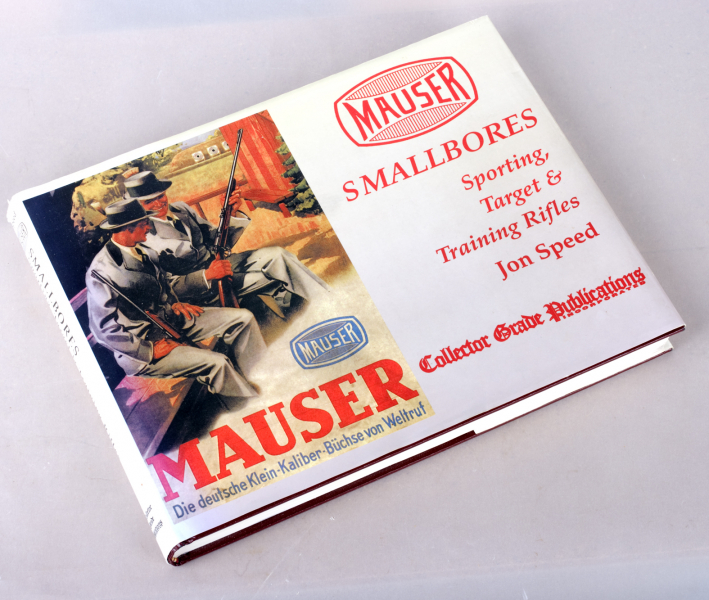 MAUSER
SMALLBORES
Sporting,
Target &
Training Rifles
Jon Speed
Collector Grade Publications
INCORPORATED
MAUSER
MAUSER
Die deutsche Klein-Kaliber-Büchse von Weltruf
SMALLBORES